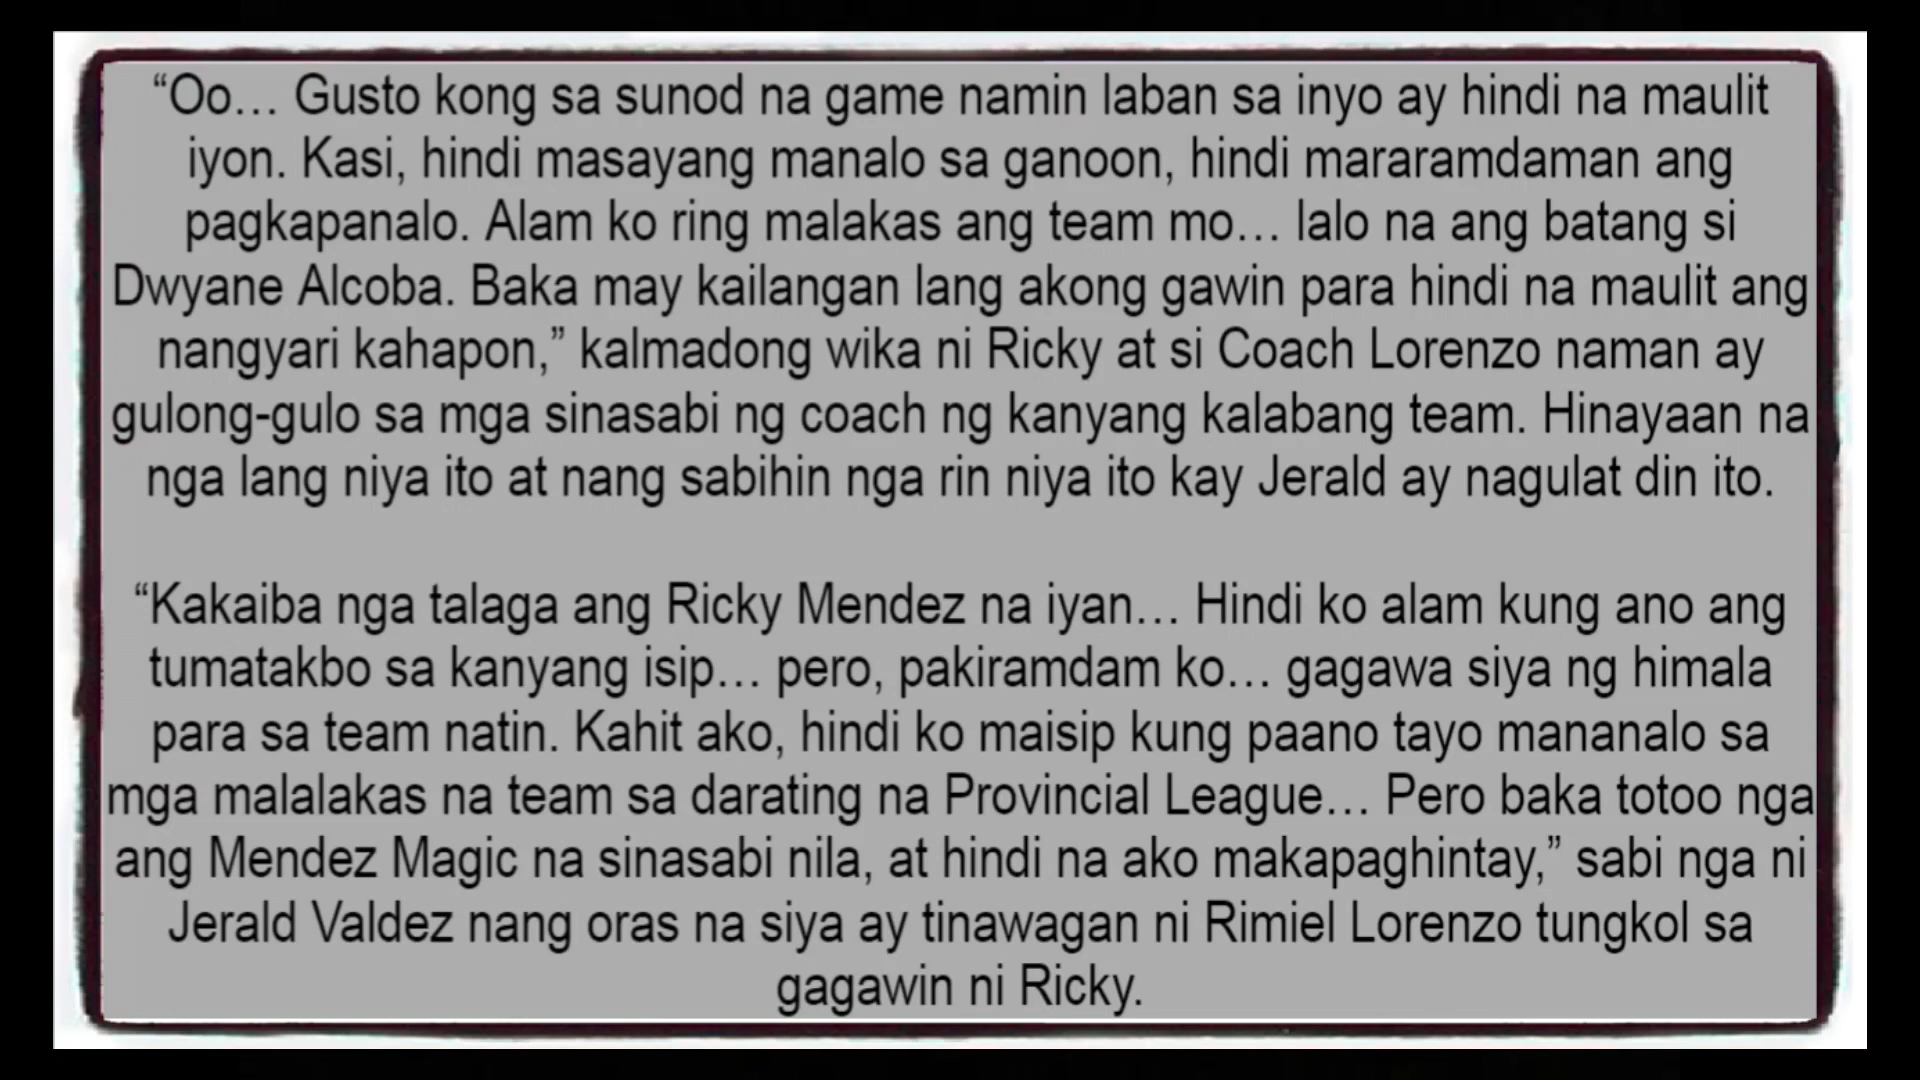 “Oo… Gusto kong sa sunod na game namin laban sa inyo ay hindi na maulit
iyon. Kasi, hindi masayang manalo sa ganoon, hindi mararamdaman ang
pagkapanalo. Alam ko ring malakas ang team mo… lalo na ang batang si
Dwyane Alcoba. Baka may kailangan lang akong gawin para hindi na maulit ang
nangyari kahapon,” kalmadong wika ni Ricky at si Coach Lorenzo naman ay
gulong-gulo sa mga sinasabi ng coach ng kanyang kalabang team. Hinayaan na
nga lang niya ito at nang sabihin nga rin niya ito kay Jerald ay nagulat din ito.
“Kakaiba nga talaga ang Ricky Mendez na iyan… Hindi ko alam kung ano ang
tumatakbo sa kanyang isip… pero, pakiramdam ko… gagawa siya ng himala
para sa team natin. Kahit ako, hindi ko maisip kung paano tayo mananalo sa
mga malalakas na team sa darating na Provincial League… Pero baka totoo nga
ang Mendez Magic na sinasabi nila, at hindi na ako makapaghintay,” sabi nga ni
Jerald Valdez nang oras na siya ay tinawagan ni Rimiel Lorenzo tungkol sa
gagawin ni Ricky.